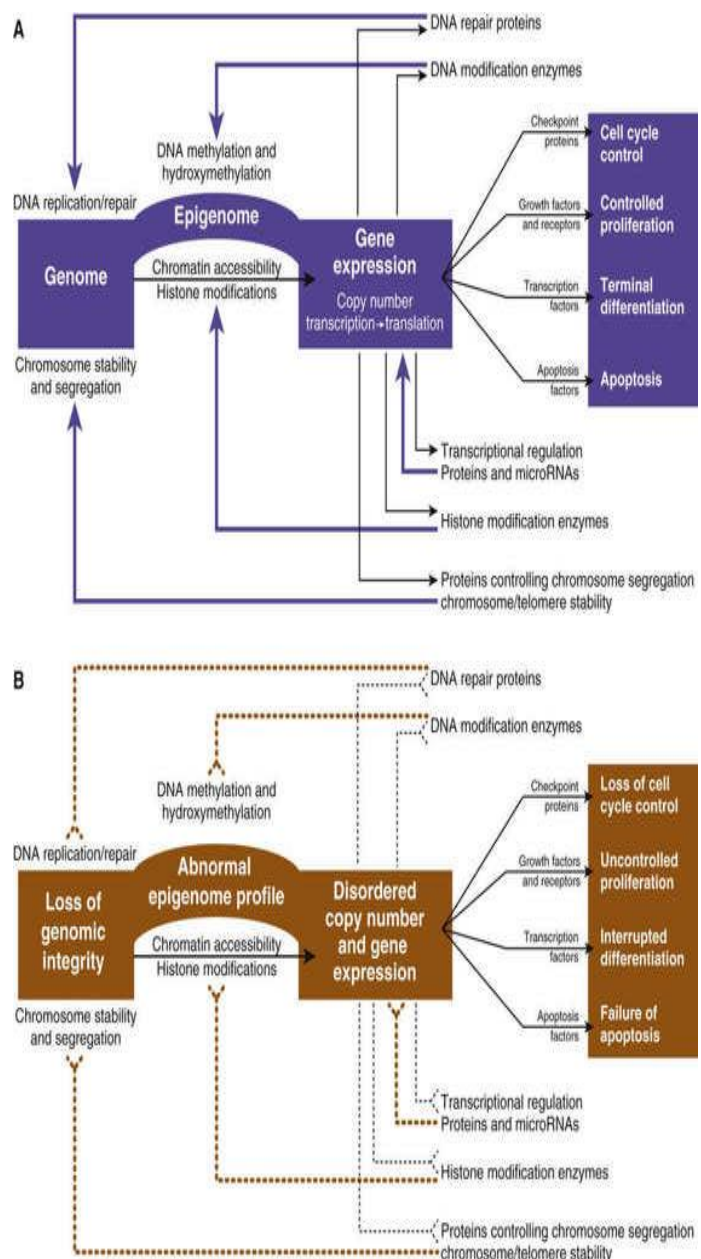 A
DNA repair proteins
DNA modification enzymes
DNA methylation and
hydroxymethylation
DNA replication/repair
Epigenome
Genome
Chromatin accessibility
Histone modifications
Gene
expression
Copy number
transcription→translation
Chromosome stability
and segregation
Checkpoint
proteins
Growth factors
and receptors
Transcription
factors
Apoptosis
factors
Cell cycle
control
Controlled
proliferation
Terminal
differentiation
Apoptosis
Transcriptional regulation
Proteins and microRNAs
Histone modification enzymes
Proteins controlling chromosome segregation
chromosome/telomere stability
B
DNA repair proteins
DNA modification enzymes
DNA methylation and
hydroxymethylation
DNA replication/repair
Abnormal
epigenome profile
Loss of
genomic
integrity
Chromatin accessibility
Histone modifications
Disordered
copy number
and gene
expression
Chromosome stability
and segregation
Checkpoint
proteins
Growth factors
and receptors
Transcription
factors
Apoptosis
factors
Loss of cell
cycle control
Uncontrolled
proliferation
Interrupted
differentiation
Failure of
apoptosis
Transcriptional regulation
Proteins and microRNAs
Histone modification enzymes
Proteins controlling chromosome segregation
chromosome/telomere stability